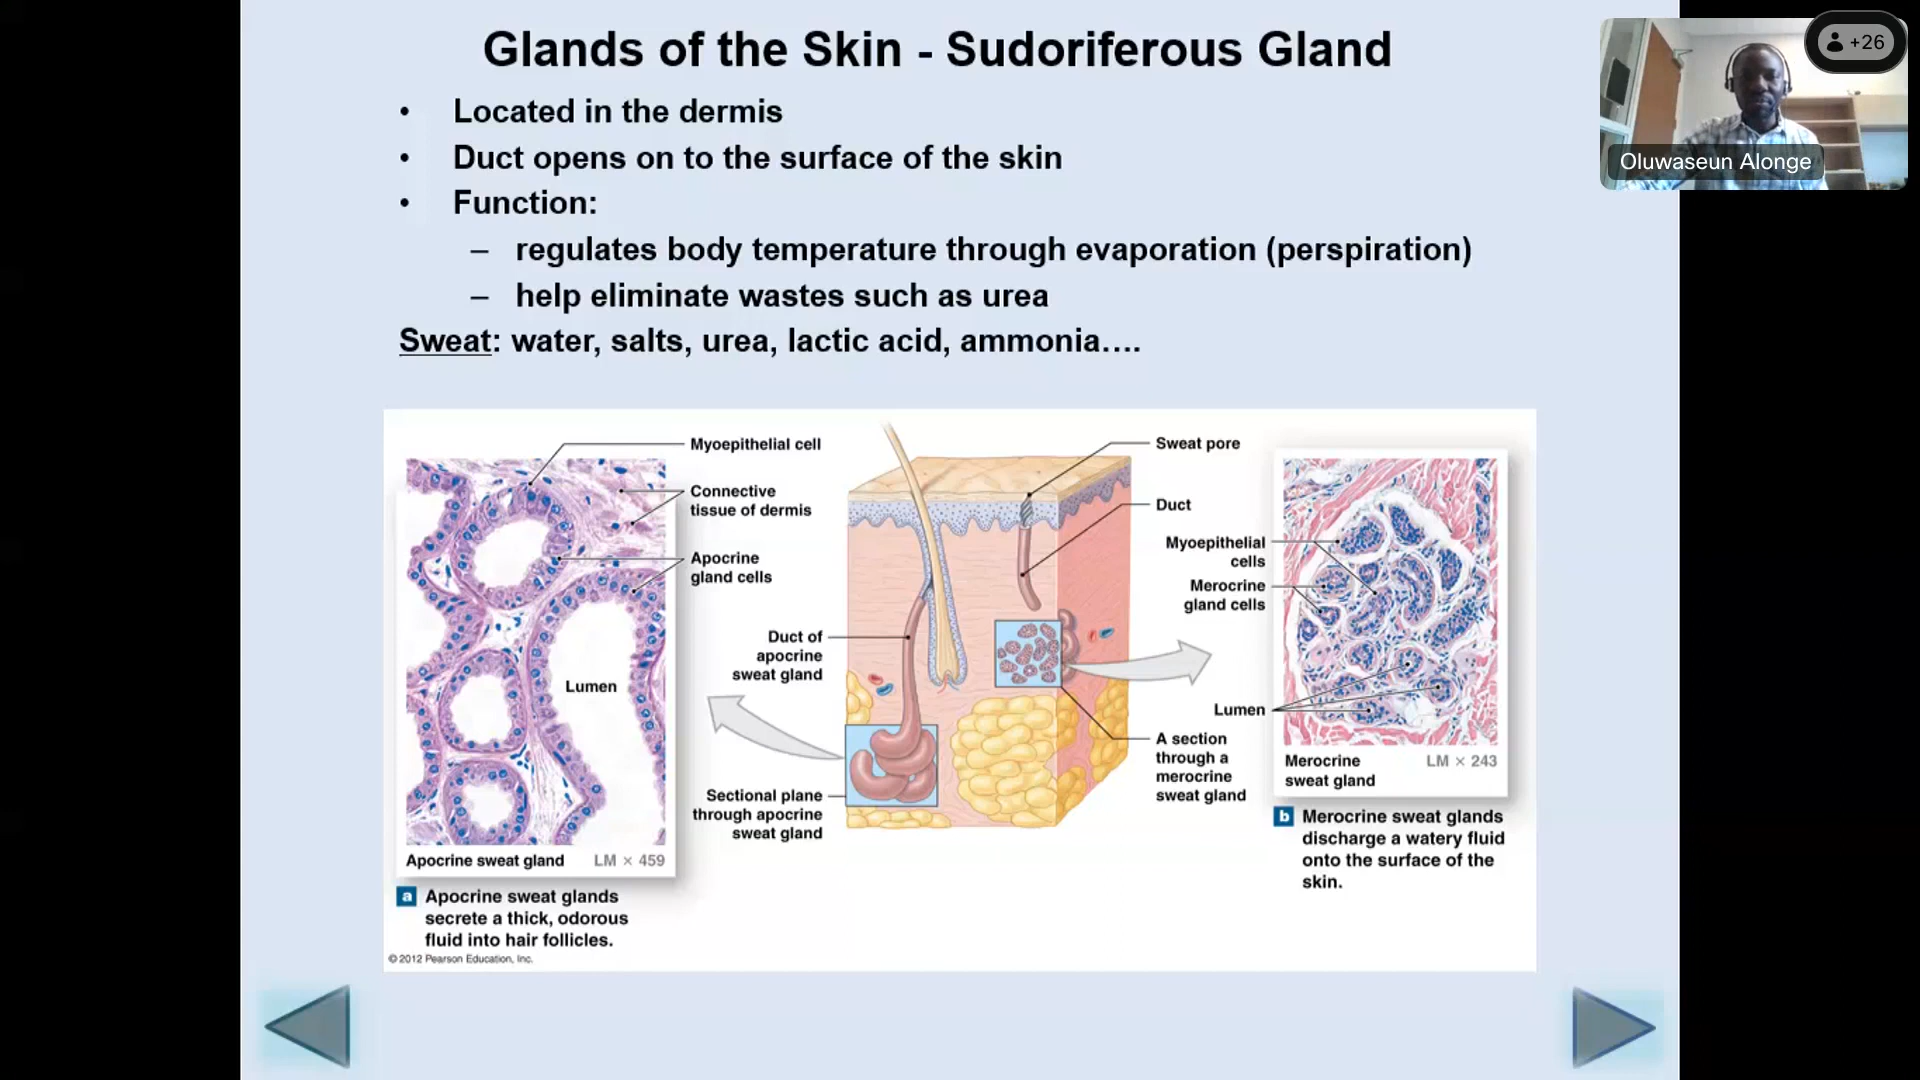 Glands of the Skin - Sudoriferous Gland
+26
Oluwaseun Alonge
• Located in the dermis
• Duct opens on to the surface of the skin
• Function:
– regulates body temperature through evaporation (perspiration)
– help eliminate wastes such as urea
Sweat: water, salts, urea, lactic acid, ammonia….
Myoepithelial cell
Connective
tissue of dermis
Apocrine
gland cells
Lumen
Duct of
apocrine
sweat gland
Sectional plane
through apocrine
sweat gland
Apocrine sweat gland LM × 459
a Apocrine sweat glands
secrete a thick, odorous
fluid into hair follicles.
© 2012 Pearson Education, Inc.
Sweat pore
Duct
Myoepithelial
cells
Merocrine
gland cells
Lumen
A section
through a
merocrine
sweat gland
Merocrine LM × 243
sweat gland
b Merocrine sweat glands
discharge a watery fluid
onto the surface of the
skin.